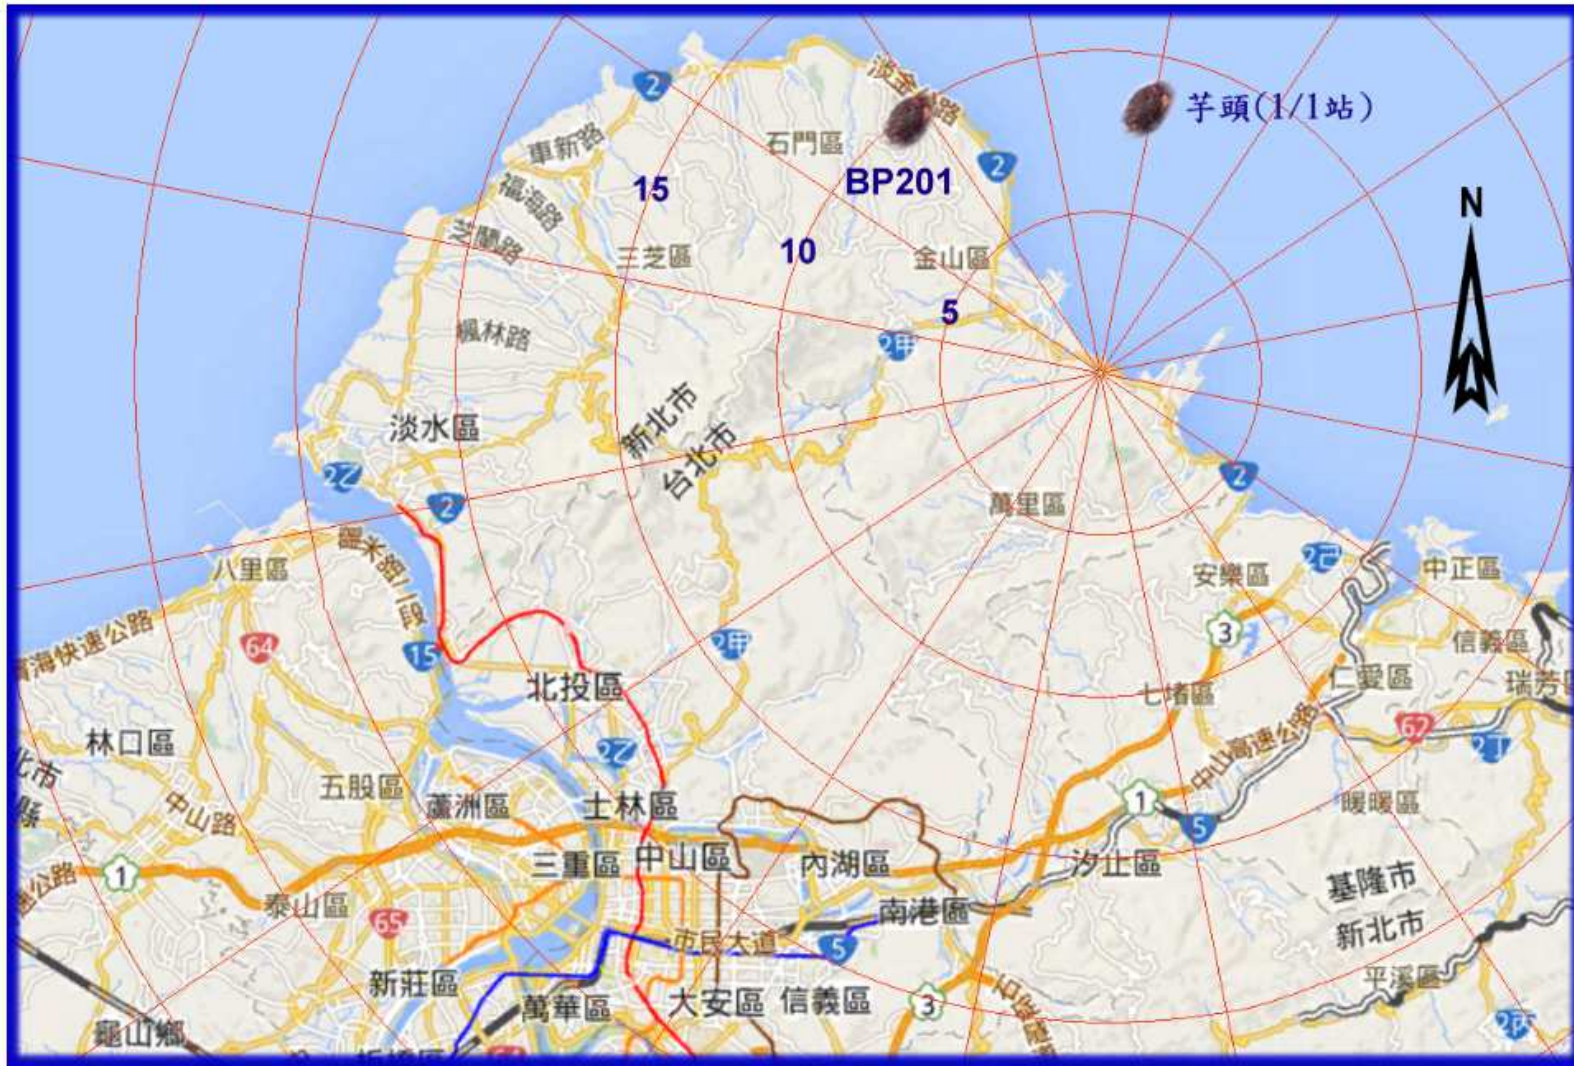 淡金公路
2
芋頭(1/1站)
石門區
車新路
2
BP201
15
福海路
N
芝蘭路
三芝區
10
金山區
5
楓林路
2甲
新北市
台北市
淡水區
2乙
2
2
萬里區
八里區
2己
安樂區
中正區
64
15
3
信義區
2甲
北投區
七堵區
仁愛區
瑞芳區
62
2丁
林口區
2乙
中山高速公路
五股區
蘆洲區
士林區
1
5
暖暖區
中山路
三重區
中山區
內湖區
汐止區
1
基隆市
泰山區
65
南港區
新北市
市民大道
5
平溪區
新莊區
萬華區
大安區
信義區
3
2丙
龜山鄉